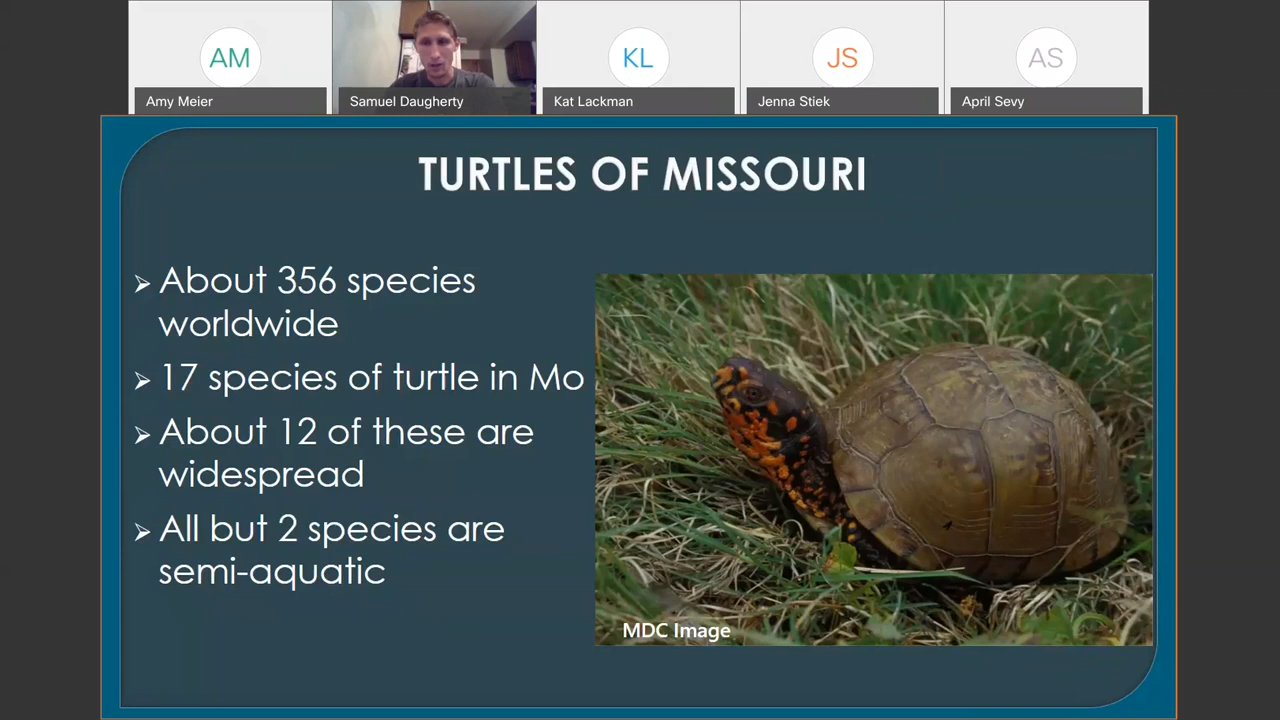 AM
KL
JS
AS
Amy Meier
Samuel Daugherty
Kat Lackman
Jenna Stiek
April Sevy
TURTLES OF MISSOURI
About 356 species
worldwide
17 species of turtle in Mo
About 12 of these are
widespread
All but 2 species are
semi-aquatic
MDC Image